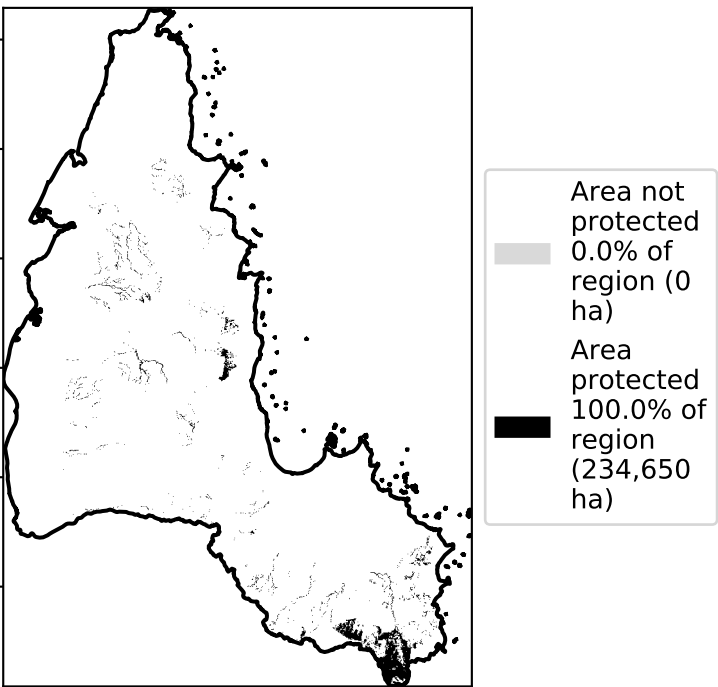 Area not
protected
0.0% of
region (0
ha)
Area
protected
100.0% of
region
(234,650
ha)